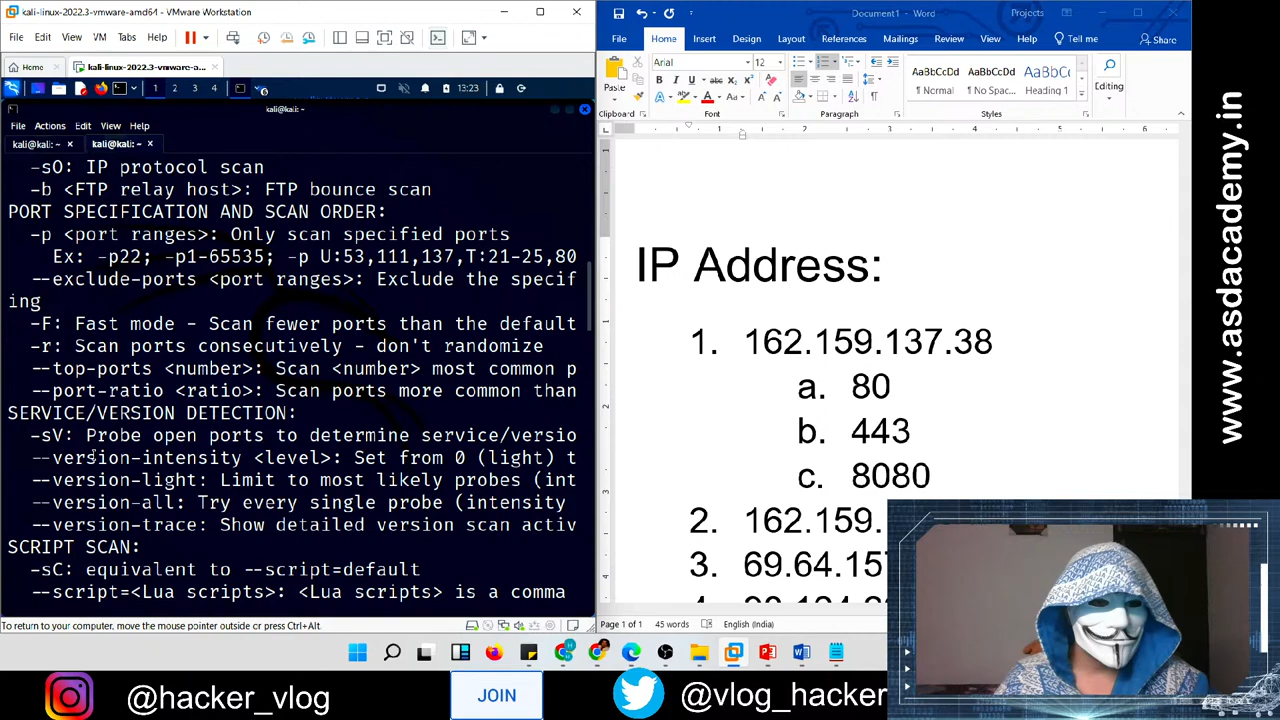 kali-linux-2022.3-vmware-amd64 - VMware Workstation
File Edit View VM Tabs Help
Home
kali-linux-2022.3-vmware-a...
1 2 3 4
13:23
kali@kali: ~
File Actions Edit View Help
kali@kali: ~ kali@kali: ~
-sO: IP protocol scan
-b <FTP relay host>: FTP bounce scan
PORT SPECIFICATION AND SCAN ORDER:
-p <port ranges>: Only scan specified ports
Ex: -p22; -p1-65535; -p U:53,111,137,T:21-25,80
--exclude-ports <port ranges>: Exclude the specif
ing
-F: Fast mode - Scan fewer ports than the default
-r: Scan ports consecutively - don't randomize
--top-ports <number>: Scan <number> most common p
--port-ratio <ratio>: Scan ports more common than
SERVICE/VERSION DETECTION:
-sV: Probe open ports to determine service/versio
--version-intensity <level>: Set from 0 (light) t
--version-light: Limit to most likely probes (int
--version-all: Try every single probe (intensity
--version-trace: Show detailed version scan activ
SCRIPT SCAN:
-sC: equivalent to --script=default
--script=<Lua scripts>: <Lua scripts> is a comma
To return to your computer, move the mouse pointer outside or press Ctrl+Alt.
Document1 - Word
Projects
File Home Insert Design Layout References Mailings Review View Help Tell me Share
Paste
Arial 12
B I U abc X₂ X²
Clipboard Font Paragraph Styles
AaBbCcD AaBbCcD AaBbC
Normal No Spac... Heading 1
Editing
1 2 3 4 5 6
IP Address:
1. 162.159.137.38
a. 80
b. 443
c. 8080
2. 162.159.
3. 69.64.157
Page 1 of 1 45 words English (India)
www.asdacademy.in
@hacker_vlog
JOIN
@vlog_hacker